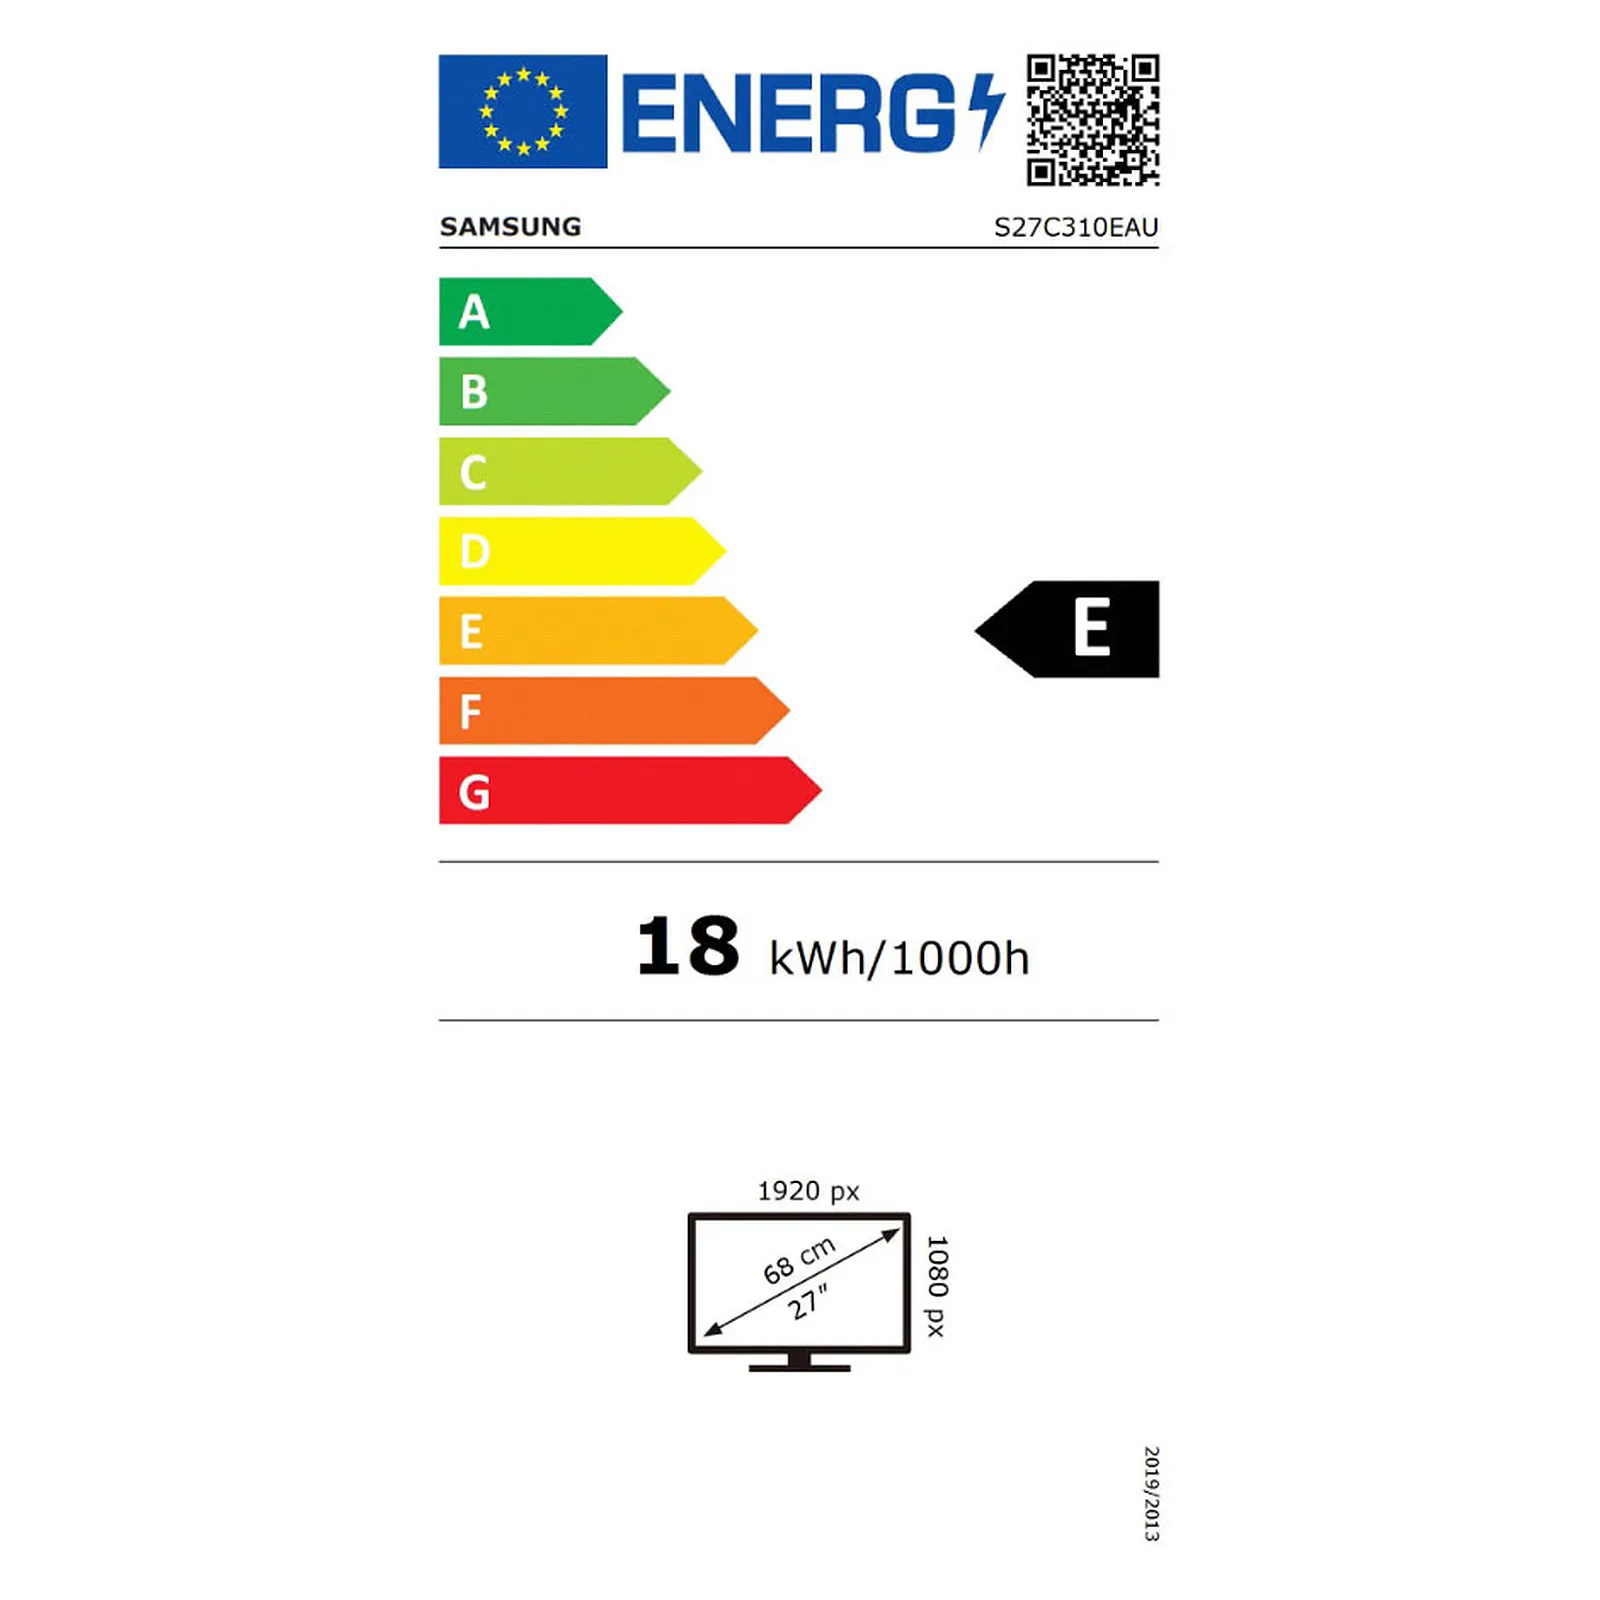 ENERG
SAMSUNG S27C310EAU
A
B
C
D
E
E
F
G
18 kWh/1000h
1920 px
68 cm
27"
1080 px
2019/2013